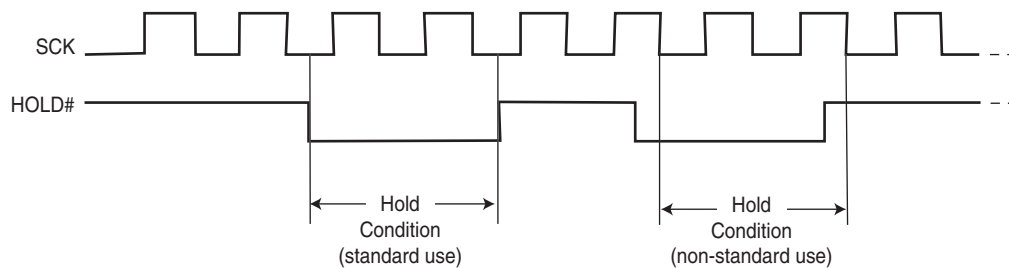 SCK
HOLD#
Hold
Condition
(standard use)
Hold
Condition
(non-standard use)